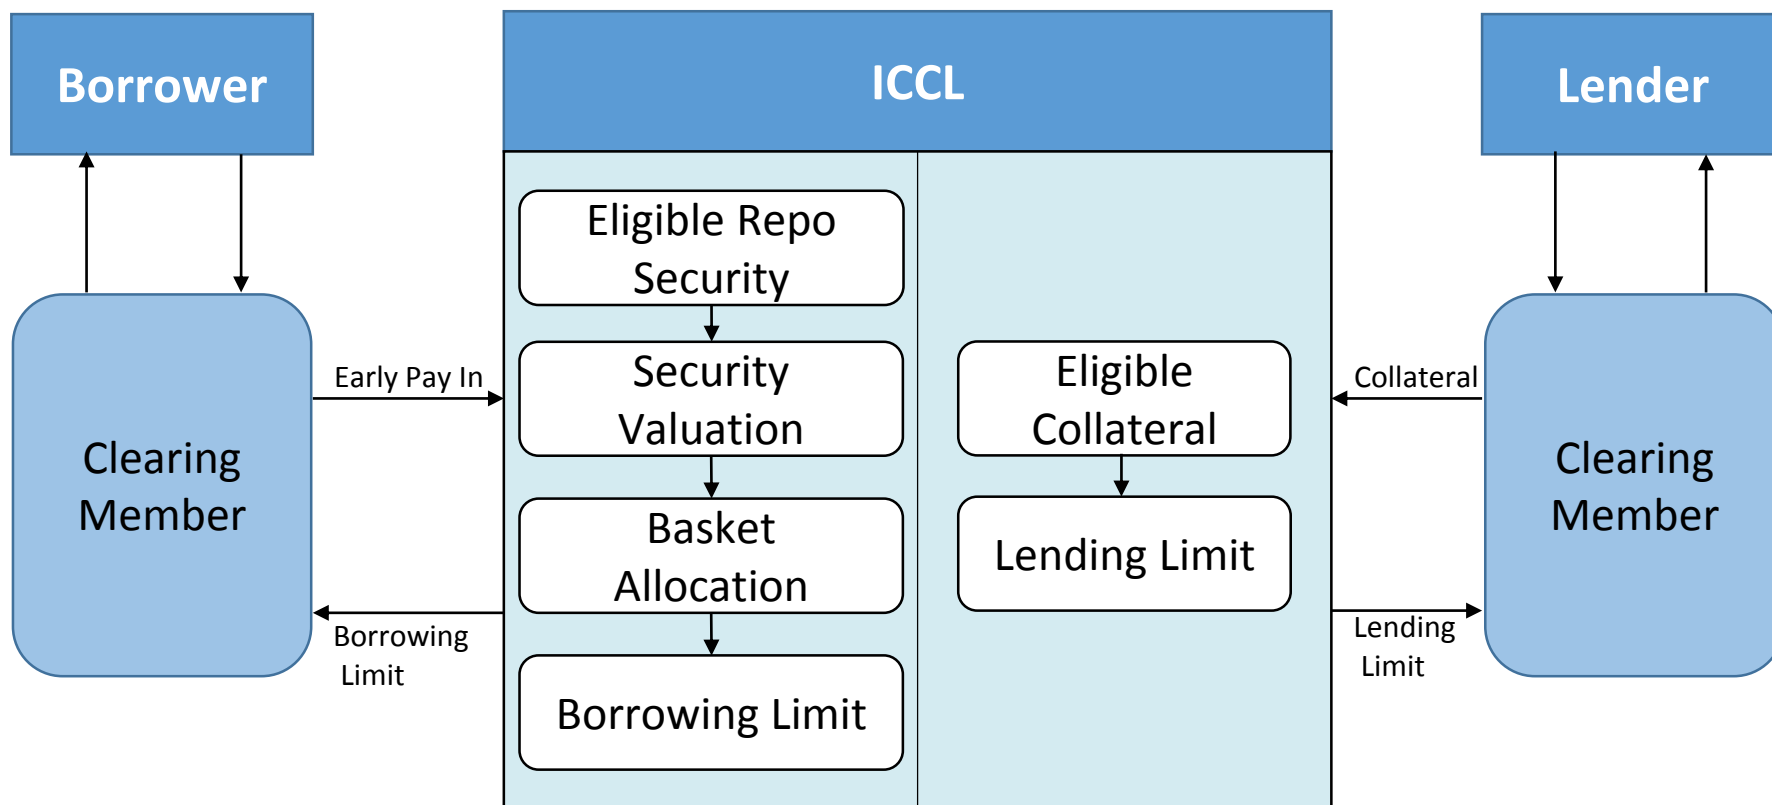 Borrower
ICCL
Lender
Eligible Repo
Security
Security
Valuation
Basket
Allocation
Borrowing Limit
Eligible
Collateral
Lending Limit
Early Pay In
Borrowing
Limit
Clearing
Member
Collateral
Lending
Limit
Clearing
Member